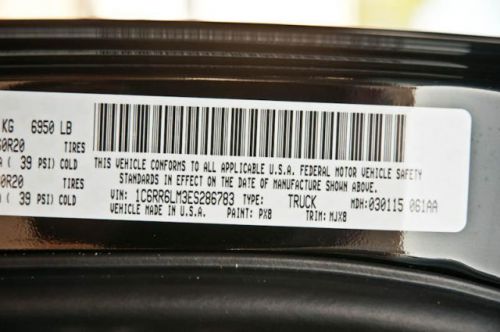 KG 6950 LB
0R20 TIRES
A ( 39 PSI) COLD
0R20 TIRES
( 39 PSI) COLD
THIS VEHICLE CONFORMS TO ALL APPLICABLE U.S.A. FEDERAL MOTOR VEHICLE SAFETY
STANDARDS IN EFFECT ON THE DATE OF MANUFACTURE SHOWN ABOVE.
VIN: 1C6RR6LM3ES286783 TYPE: TRUCK MDH: 030115 061AA
VEHICLE MADE IN U.S.A. PAINT: PX8 TRIM: MJX8